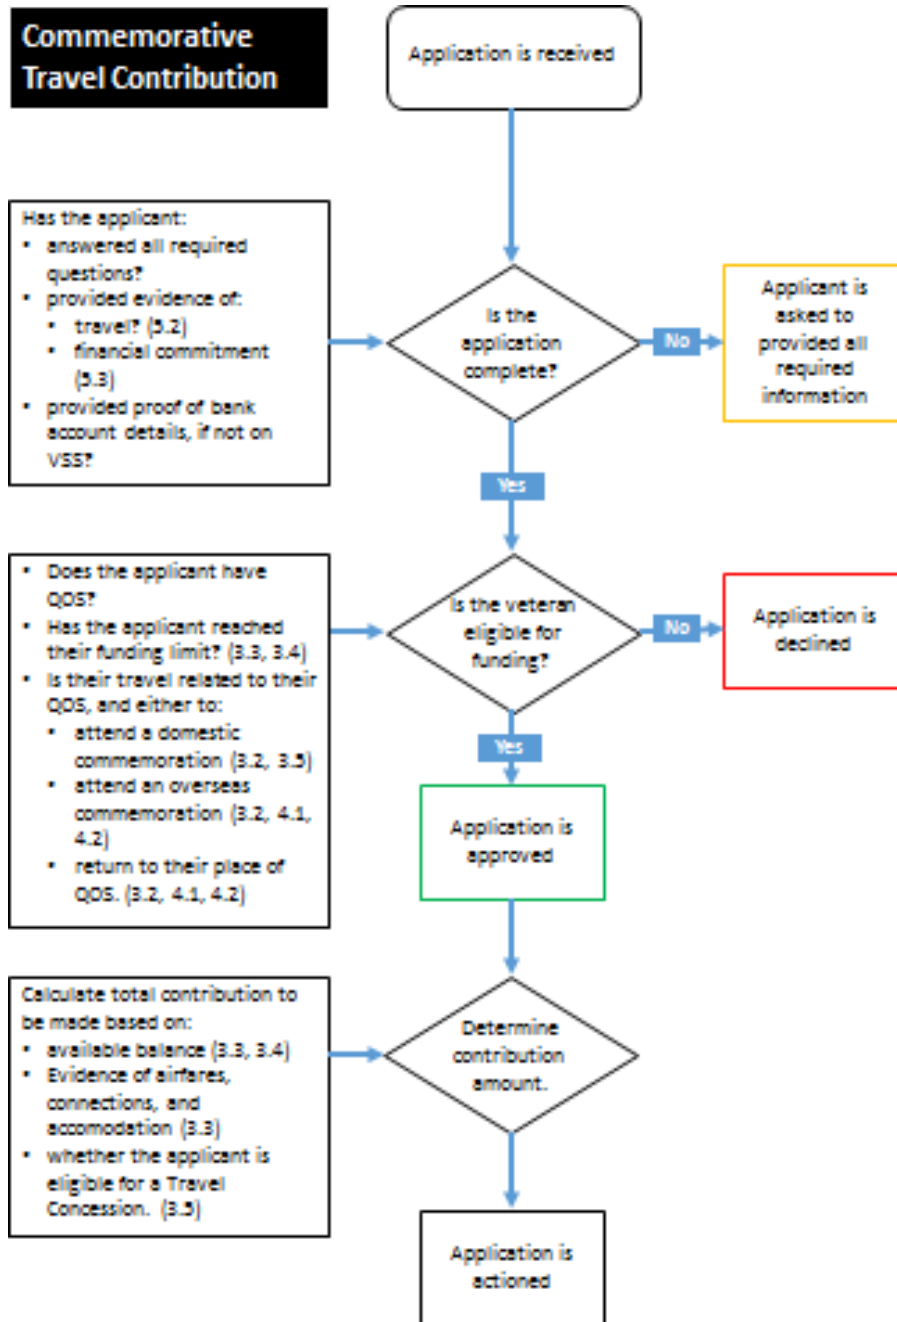 Commemorative
Travel Contribution
Application is received
Has the applicant:
• answered all required
questions?
• provided evidence of:
• travel? (5.2)
• financial commitment
(5.3)
• provided proof of bank
account details, if not on
VSS?
Is the
application
complete?
No
Applicant is
asked to
provided all
required
information
Yes
• Does the applicant have
QOS?
• Has the applicant reached
their funding limit? (3.3, 3.4)
• Is their travel related to their
QOS, and either to:
• attend a domestic
commemoration (3.2, 3.5)
• attend an overseas
commemoration (3.2, 4.1,
4.2)
• return to their place of
QOS. (3.2, 4.1, 4.2)
Is the veteran
eligible for
funding?
No
Application is
declined
Yes
Application is
approved
Calculate total contribution to
be made based on:
• available balance (3.3, 3.4)
• Evidence of airfares,
connections, and
accomodation (3.3)
• whether the applicant is
eligible for a Travel
Concession. (3.5)
Determine
contribution
amount.
Application is
actioned